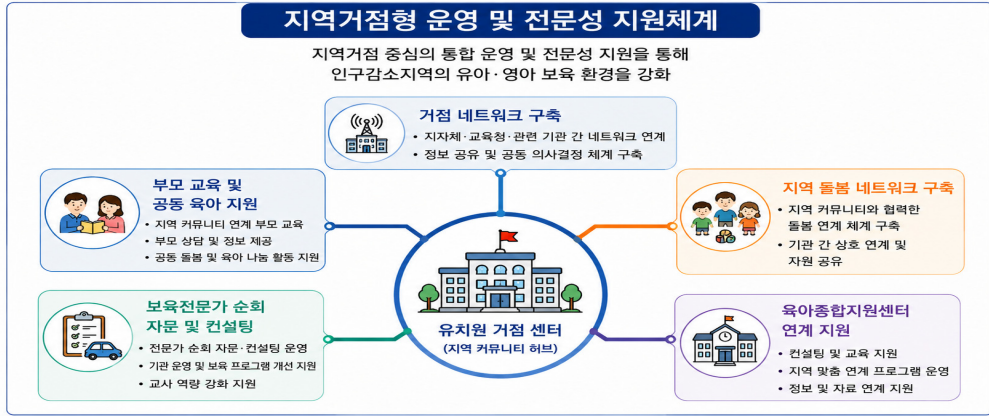 지역거점형 운영 및 전문성 지원체계
지역거점 중심의 통합 운영 및 전문성 지원을 통해
인구감소지역의 유아·영아 보육 환경을 강화
거점 네트워크 구축
• 지자체·교육청·관련 기관 간 네트워크 연계
• 정보 공유 및 공동 의사결정 체계 구축
부모 교육 및
공동 육아 지원
• 지역 커뮤니티 연계 부모 교육
• 부모 상담 및 정보 제공
• 공동 돌봄 및 육아 나눔 활동 지원
지역 돌봄 네트워크 구축
• 지역 커뮤니티와 협력한
돌봄 연계 체계 구축
• 기관 간 상호 연계 및
자원 공유
유치원 거점 센터
(지역 커뮤니티 허브)
보육전문가 순회
자문 및 컨설팅
• 전문가 순회 자문·컨설팅 운영
• 기관 운영 및 보육 프로그램 개선 지원
• 교사 역량 강화 지원
육아종합지원센터
연계 지원
• 컨설팅 및 교육 지원
• 지역 맞춤 연계 프로그램 운영
• 정보 및 자료 연계 지원